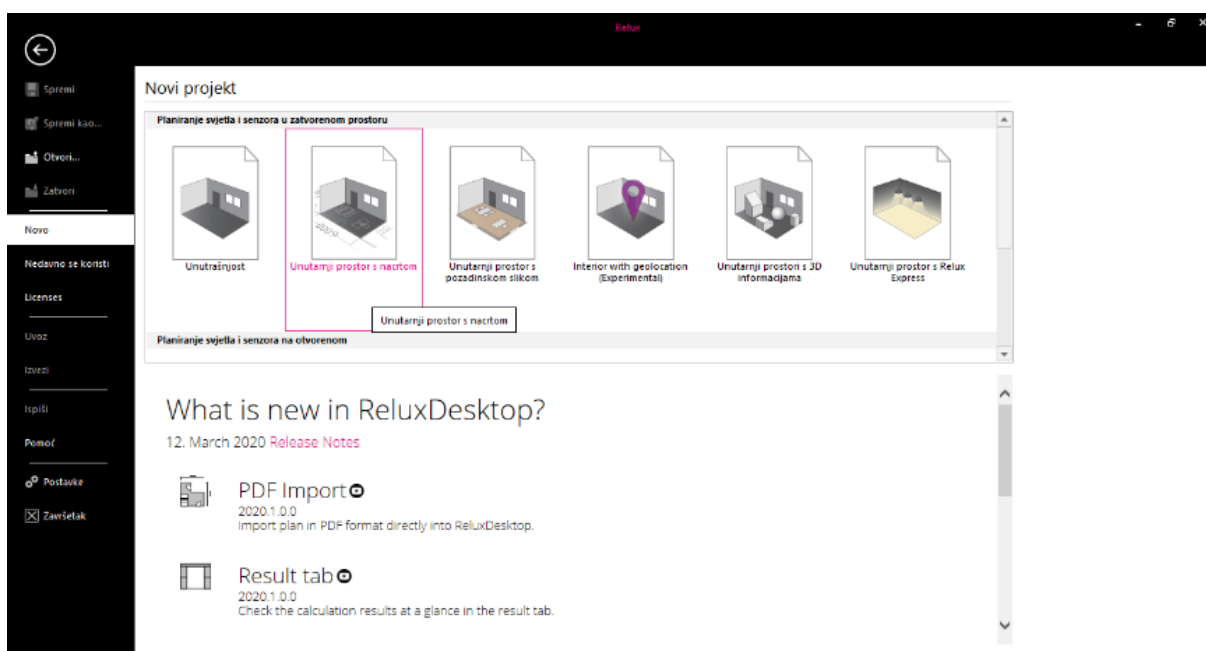 Relux
Spremi
Spremi kao...
Otvori...
Zatvori
Novo
Nedavno se koristi
Licenses
Uvoz
Izvezi
Ispiši
Pomoć
Postavke
Završetak
Novi projekt
Planiranje svjetla i senzora u zatvorenom prostoru
Unutrašnjost
Unutarnji prostor s nacrtom
Unutarnji prostor s
pozadinskom slikom
Interior with geolocation
(Experimental)
Unutarnji prostori s 3D
informacijama
Unutarnji prostor s Relux
Express
Unutarnji prostor s nacrtom
Planiranje svjetla i senzora na otvorenom
What is new in ReluxDesktop?
12. March 2020 Release Notes
PDF Import
2020.1.0.0
Import plan in PDF format directly into ReluxDesktop.
Result tab
2020.1.0.0
Check the calculation results at a glance in the result tab.